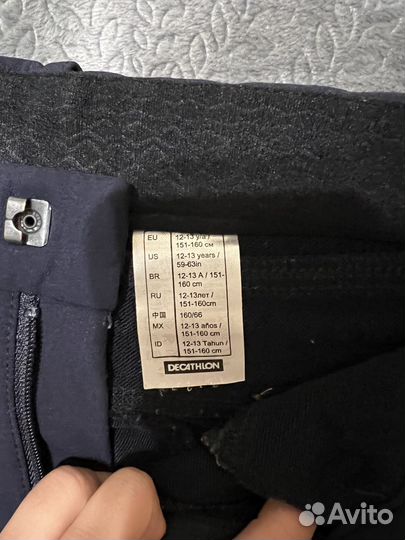 EU 12-13 y/a /
151-160 см
US 12-13 years /
59-63in
BR 12-13 A / 151-
160 cm
RU 12-13лет /
151-160cm
中国 160/66
MX 12-13 años /
151-160 cm
ID 12-13 Tahun /
151-160 cm
DECATHLON
Avito